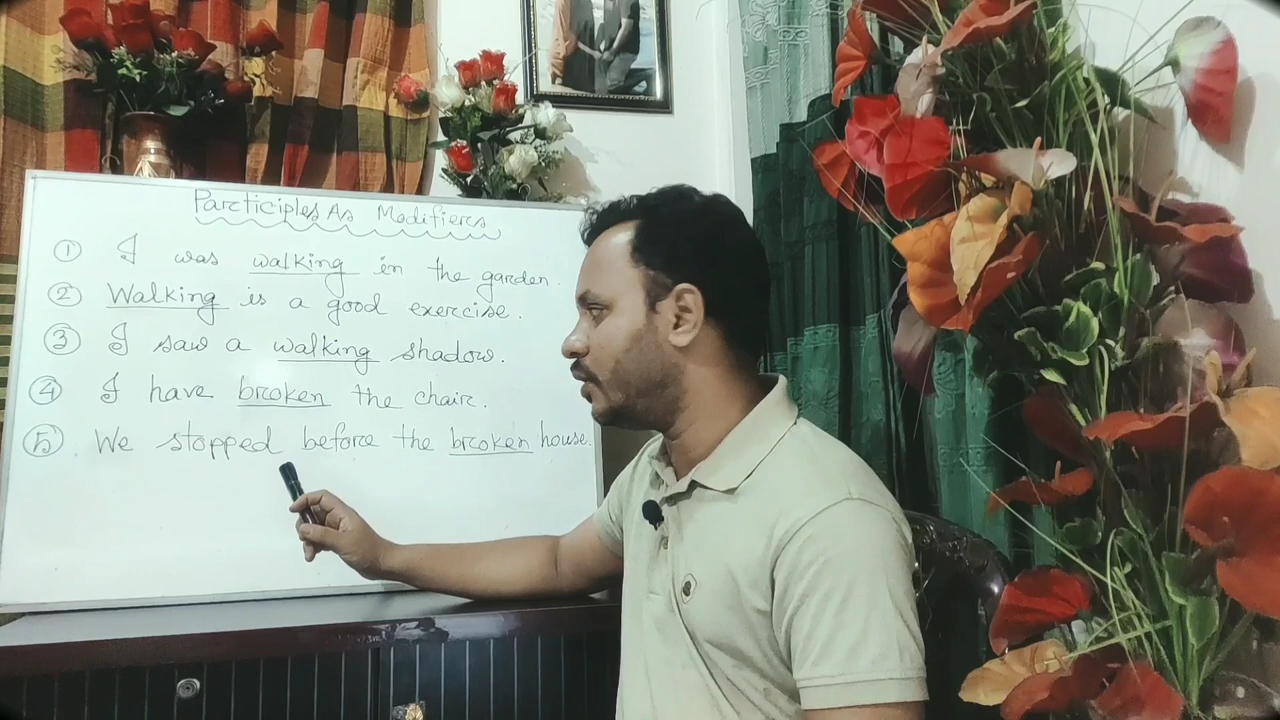 Participles As Modifiers
① I was walking in the garden.
② Walking is a good exercise.
③ I saw a walking shadow.
④ I have broken the chair.
⑤ We stopped before the broken house.